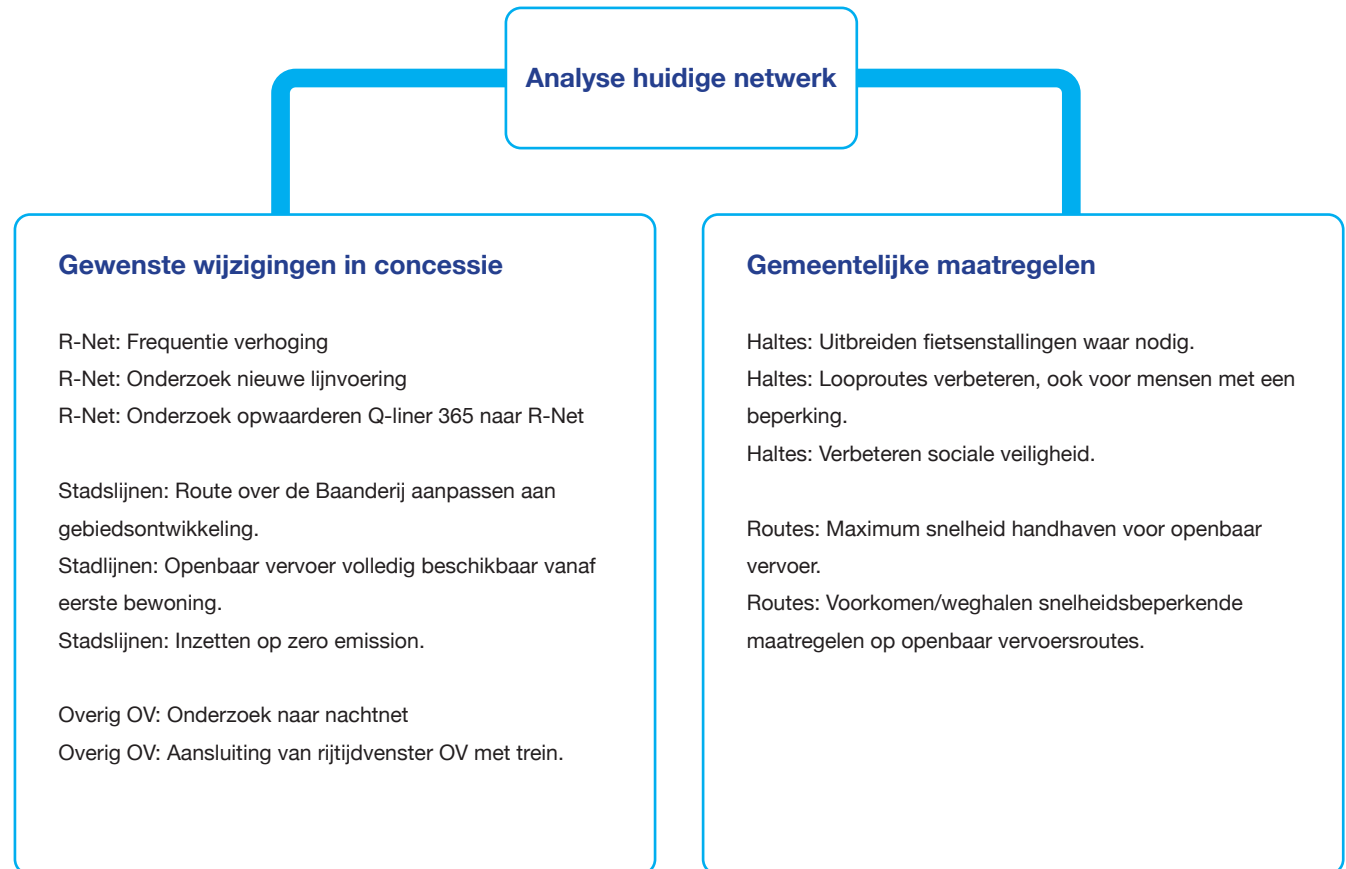 Analyse huidige netwerk
Gewenste wijzigingen in concessie
R-Net: Frequentie verhoging
R-Net: Onderzoek nieuwe lijnvoering
R-Net: Onderzoek opwaarderen Q-liner 365 naar R-Net
Stadslijnen: Route over de Baanderij aanpassen aan
gebiedsontwikkeling.
Stadlijnen: Openbaar vervoer volledig beschikbaar vanaf
eerste bewoning.
Stadslijnen: Inzetten op zero emission.
Overig OV: Onderzoek naar nachtnet
Overig OV: Aansluiting van rijtijdvenster OV met trein.
Gemeentelijke maatregelen
Haltes: Uitbreiden fietsenstallingen waar nodig.
Haltes: Looproutes verbeteren, ook voor mensen met een
beperking.
Haltes: Verbeteren sociale veiligheid.
Routes: Maximum snelheid handhaven voor openbaar
vervoer.
Routes: Voorkomen/weghalen snelheidsbeperkende
maatregelen op openbaar vervoersroutes.